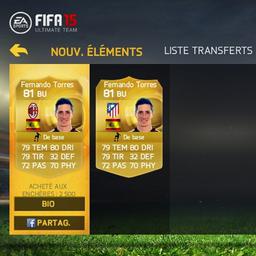 EA SPORTS
FIFA 15
ULTIMATE TEAM
NOUV. ÉLÉMENTS
LISTE TRANSFERTS
Fernando Torres
81 BU
De base
79 TEM 80 DRI
79 TIR 32 DEF
72 PAS 70 PHY
ACHETÉ AUX
ENCHÈRES : 2 500
BIO
PARTAG.
Fernando Torres
81 BU
De base
79 TEM 80 DRI
79 TIR 32 DEF
72 PAS 70 PHY